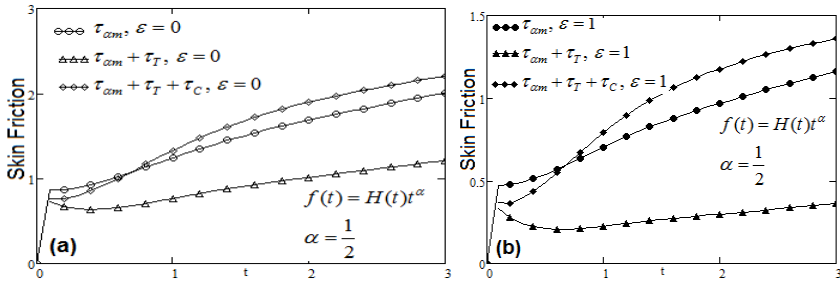 3
2
1
0
Skin Friction
τ_αm, ε = 0
τ_αm + τ_T, ε = 0
τ_αm + τ_T + τ_C, ε = 0
f(t) = H(t)t^α
α = 1/2
(a)
0 1 t 2 3
1.5
1
0.5
0
Skin Friction
τ_αm, ε = 1
τ_αm + τ_T, ε = 1
τ_αm + τ_T + τ_C, ε = 1
f(t) = H(t)t^α
α = 1/2
(b)
0 1 t 2 3